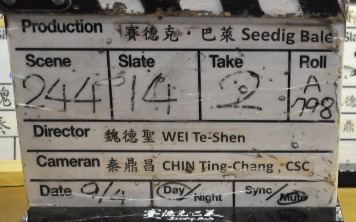 Production 賽德克·巴萊 Seedig Bale
Scene Slate Take Roll
244 14 2 A 798
Director 魏德聖 WEI Te-Shen
Cameran 秦鼎昌 CHIN Ting-Chang, CSC
Date 9/4 Day/Night Sync/Mute
賽德克巴萊
Seedig Bale